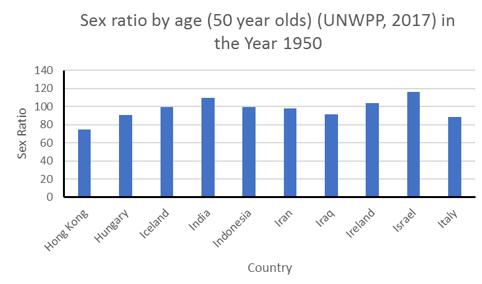 Sex ratio by age (50 year olds) (UNWPP, 2017) in
the Year 1950
140
120
100
80
60
40
20
0
Sex Ratio
Hong Kong
Hungary
Iceland
India
Indonesia
Iran
Iraq
Ireland
Israel
Italy
Country